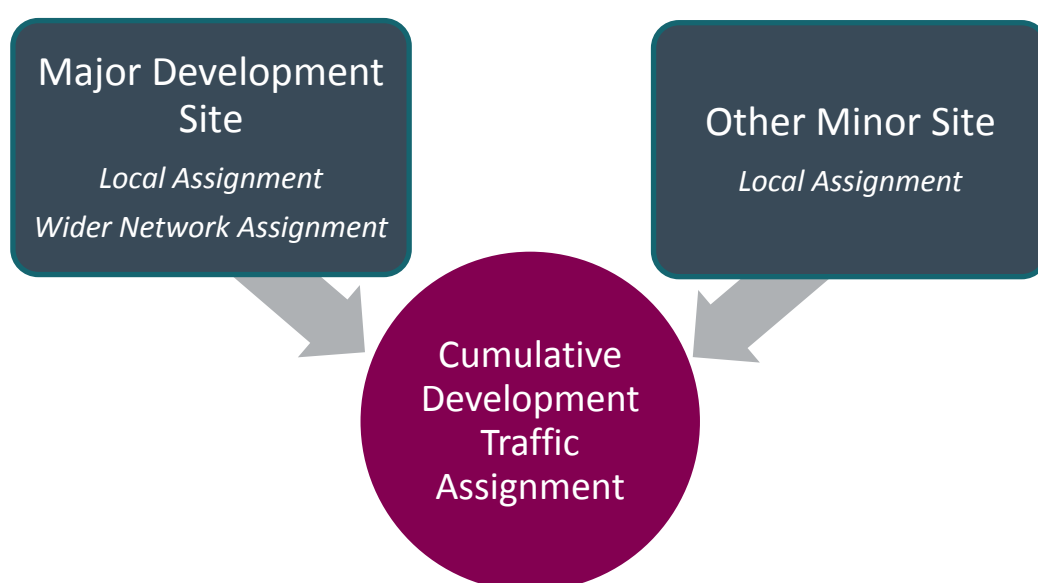 Major Development
Site
Local Assignment
Wider Network Assignment
Other Minor Site
Local Assignment
Cumulative
Development
Traffic
Assignment